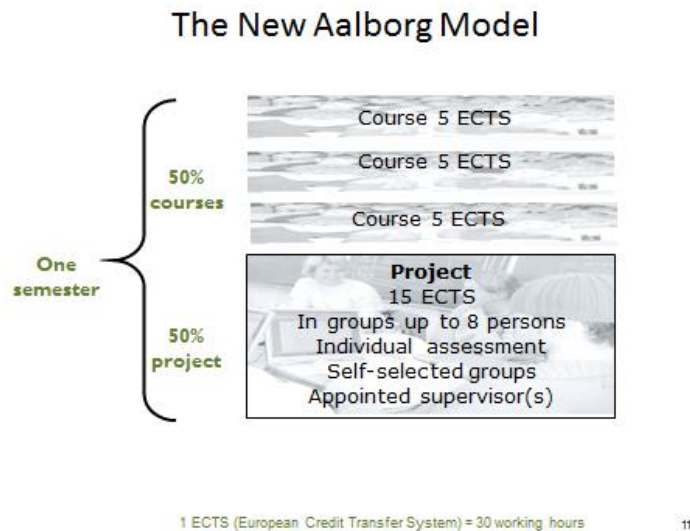 The New Aalborg Model
Course 5 ECTS
Course 5 ECTS
Course 5 ECTS
50%
courses
One
semester
50%
project
Project
15 ECTS
In groups up to 8 persons
Individual assessment
Self-selected groups
Appointed supervisor(s)
1 ECTS (European Credit Transfer System) = 30 working hours
11